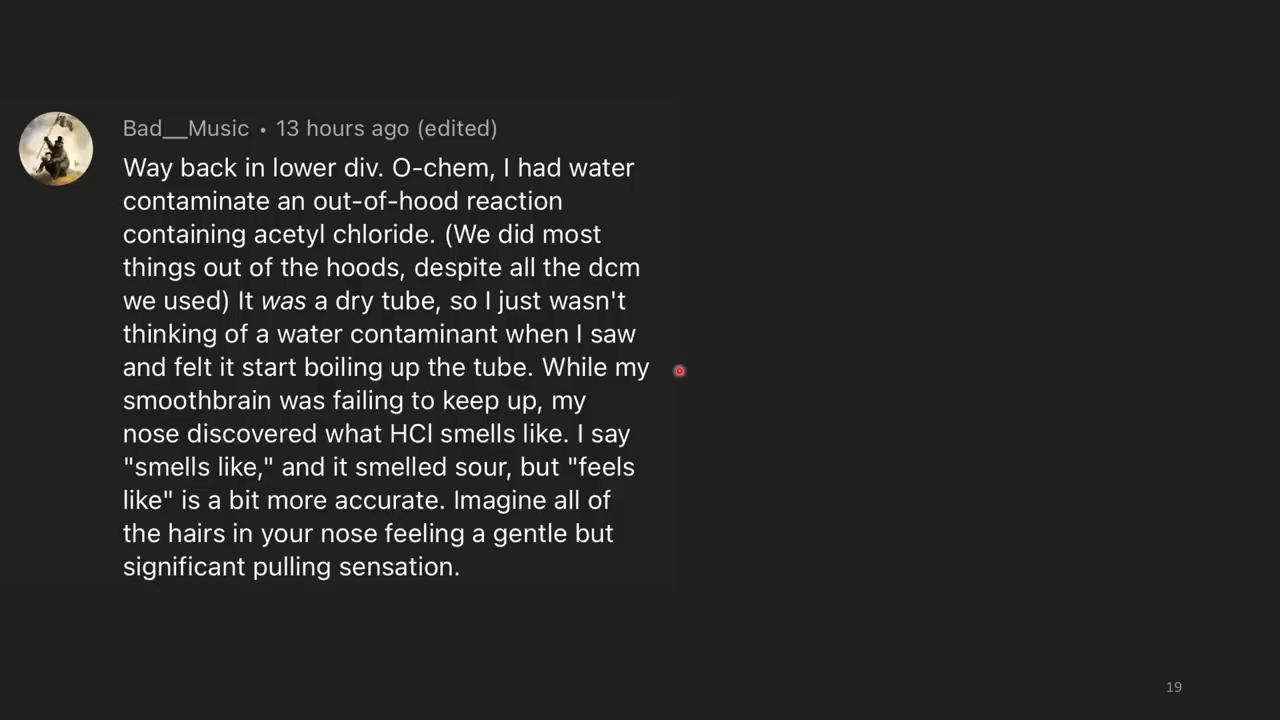 Bad__Music • 13 hours ago (edited)
Way back in lower div. O-chem, I had water
contaminate an out-of-hood reaction
containing acetyl chloride. (We did most
things out of the hoods, despite all the dcm
we used) It was a dry tube, so I just wasn't
thinking of a water contaminant when I saw
and felt it start boiling up the tube. While my
smoothbrain was failing to keep up, my
nose discovered what HCl smells like. I say
"smells like," and it smelled sour, but "feels
like" is a bit more accurate. Imagine all of
the hairs in your nose feeling a gentle but
significant pulling sensation.
19